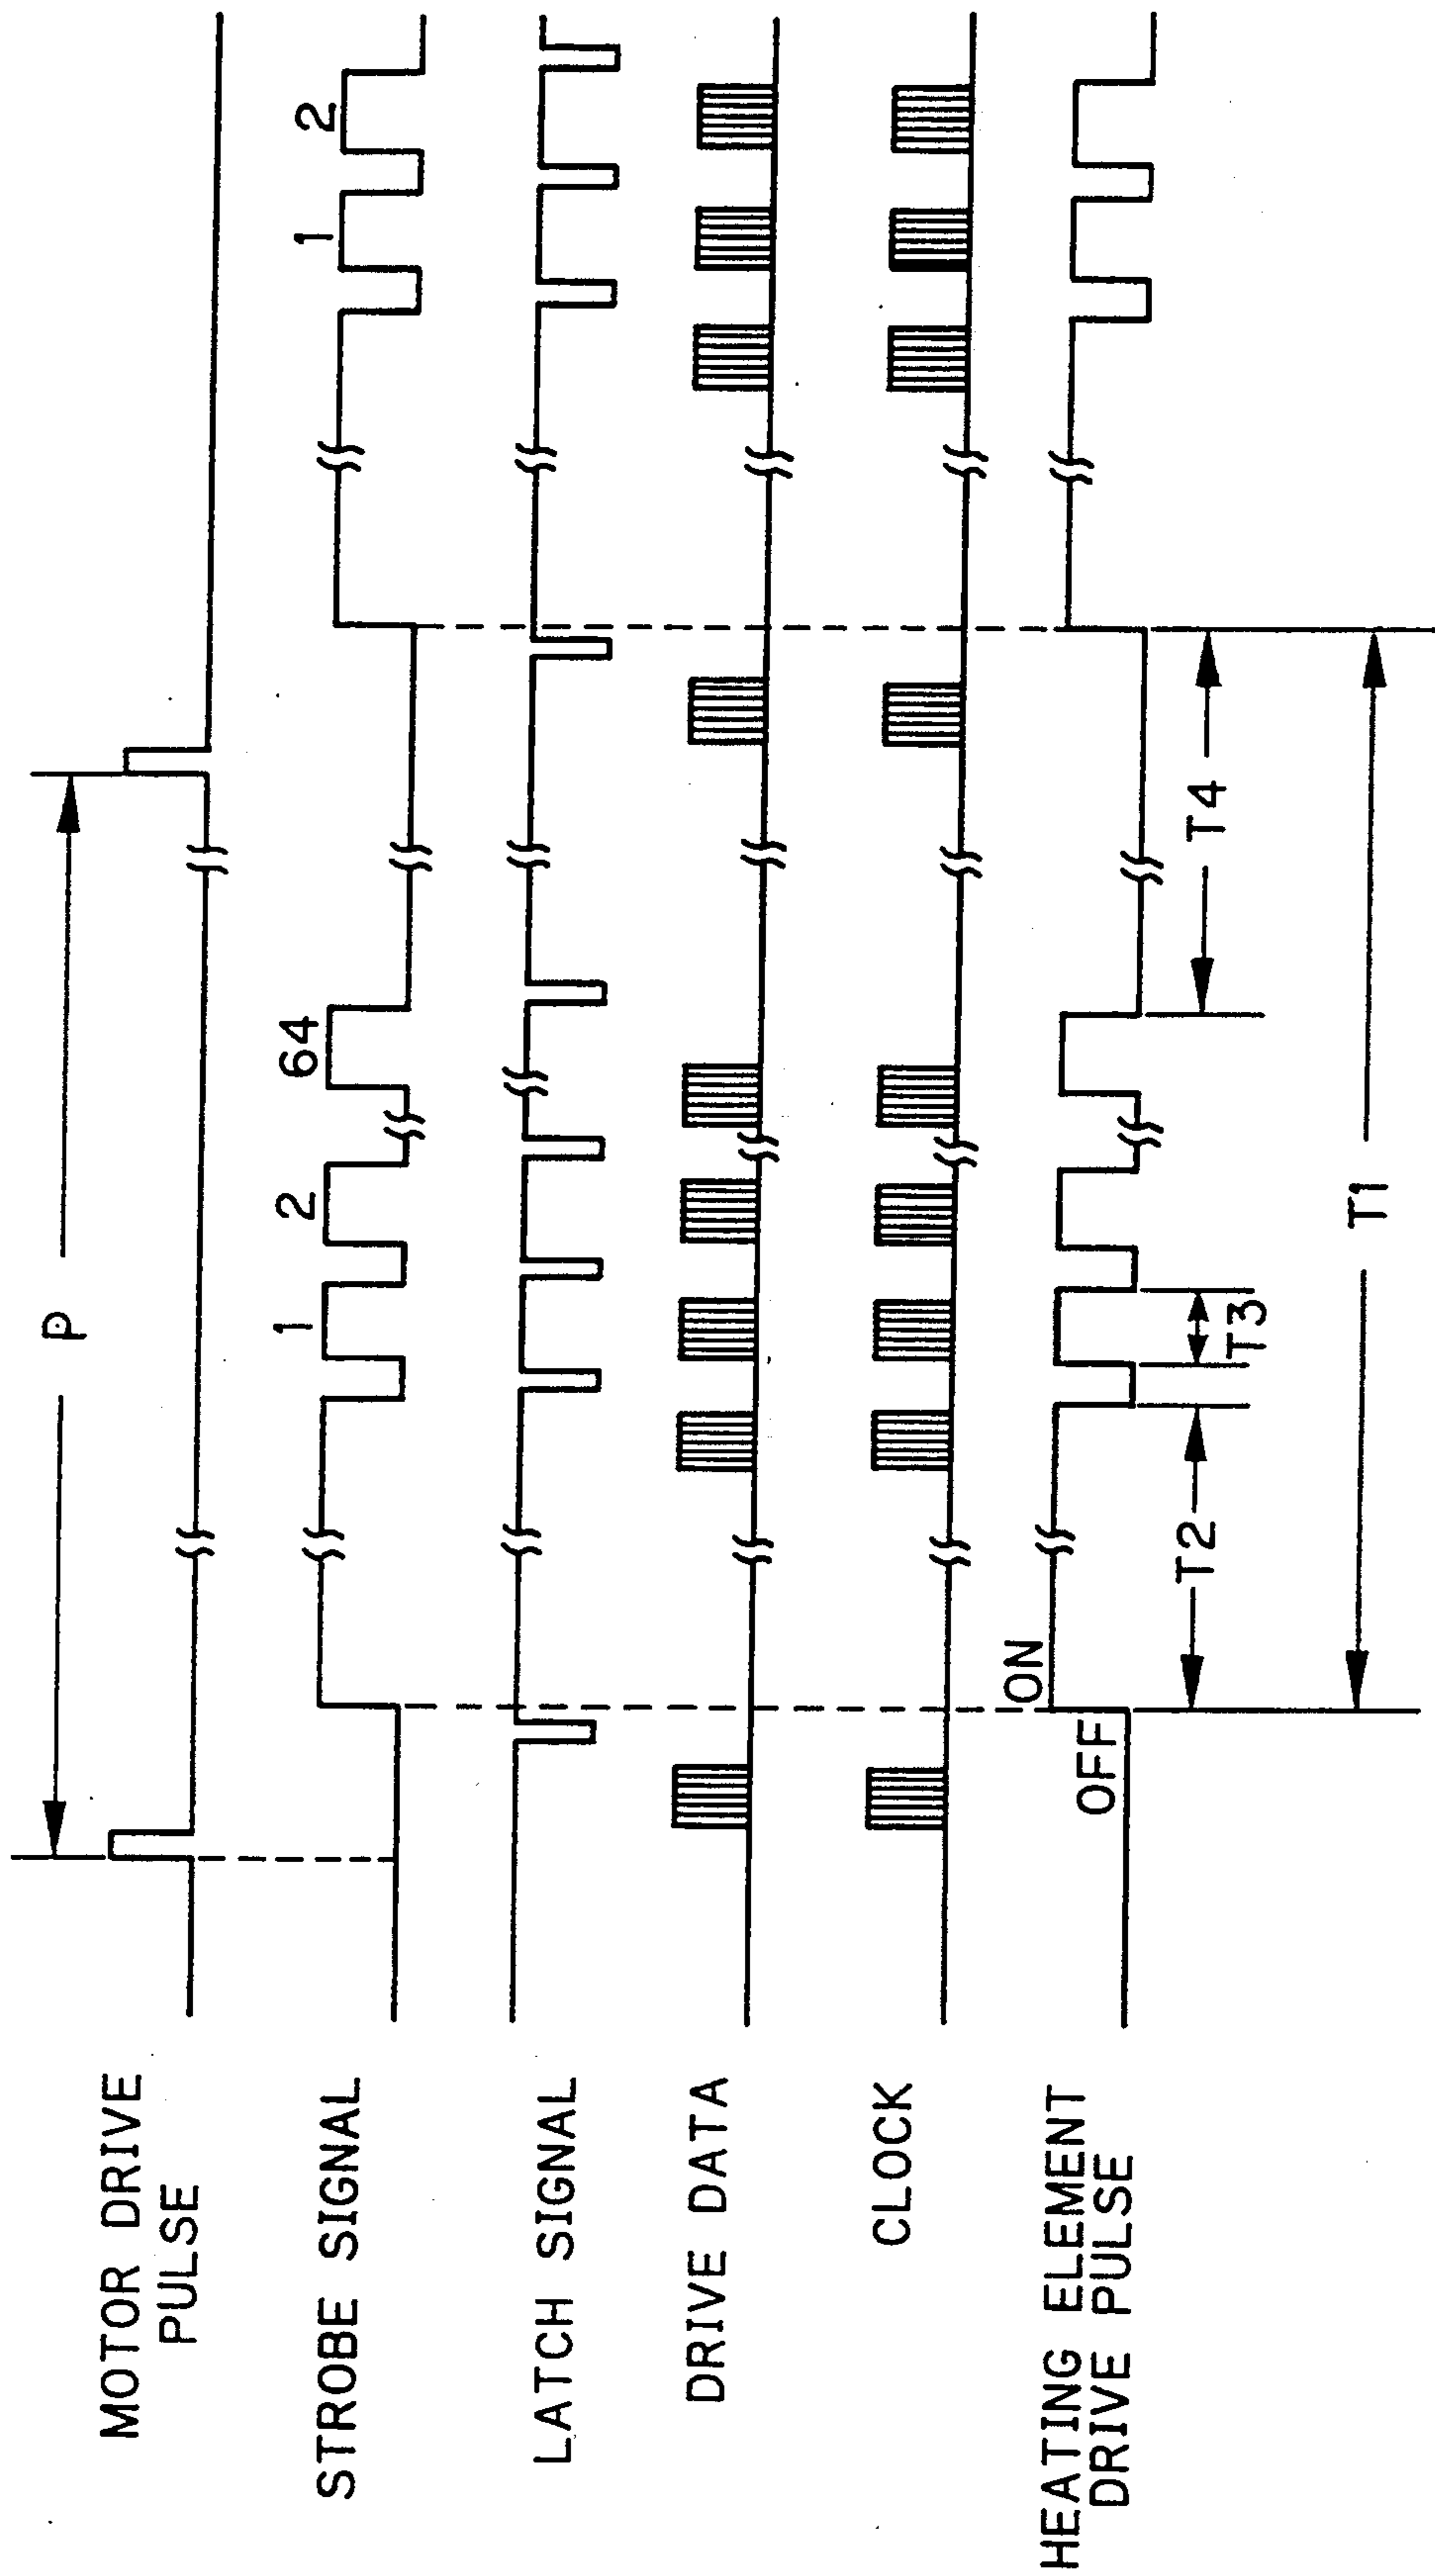 P
MOTOR DRIVE
PULSE
1
2
64
1
2
STROBE SIGNAL
LATCH SIGNAL
DRIVE DATA
CLOCK
ON
OFF
HEATING ELEMENT
DRIVE PULSE
T2
T3
T4
T1